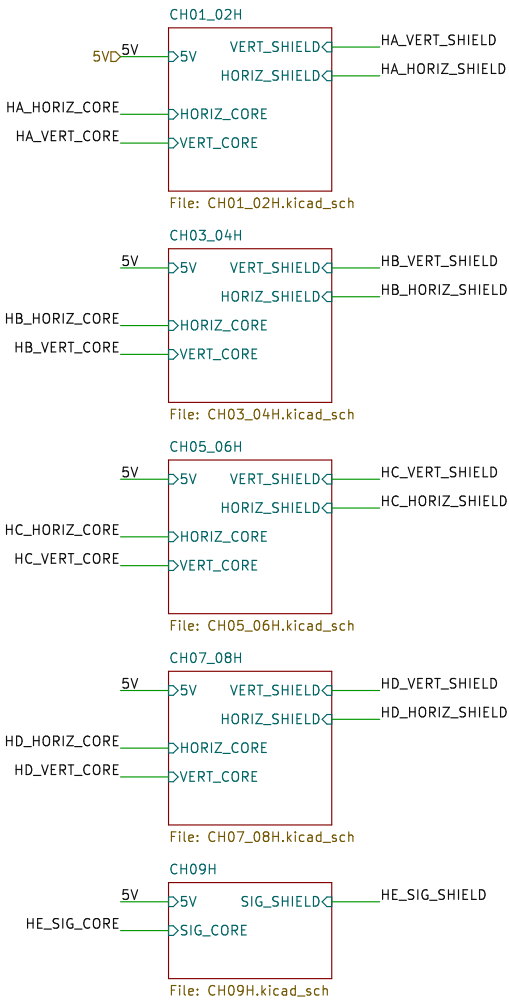 CH01_02H
5V 5V 5V VERT_SHIELD HA_VERT_SHIELD
HORIZ_SHIELD HA_HORIZ_SHIELD
HA_HORIZ_CORE HORIZ_CORE
HA_VERT_CORE VERT_CORE
File: CH01_02H.kicad_sch
CH03_04H
5V 5V VERT_SHIELD HB_VERT_SHIELD
HORIZ_SHIELD HB_HORIZ_SHIELD
HB_HORIZ_CORE HORIZ_CORE
HB_VERT_CORE VERT_CORE
File: CH03_04H.kicad_sch
CH05_06H
5V 5V VERT_SHIELD HC_VERT_SHIELD
HORIZ_SHIELD HC_HORIZ_SHIELD
HC_HORIZ_CORE HORIZ_CORE
HC_VERT_CORE VERT_CORE
File: CH05_06H.kicad_sch
CH07_08H
5V 5V VERT_SHIELD HD_VERT_SHIELD
HORIZ_SHIELD HD_HORIZ_SHIELD
HD_HORIZ_CORE HORIZ_CORE
HD_VERT_CORE VERT_CORE
File: CH07_08H.kicad_sch
CH09H
5V 5V SIG_SHIELD HE_SIG_SHIELD
HE_SIG_CORE SIG_CORE
File: CH09H.kicad_sch